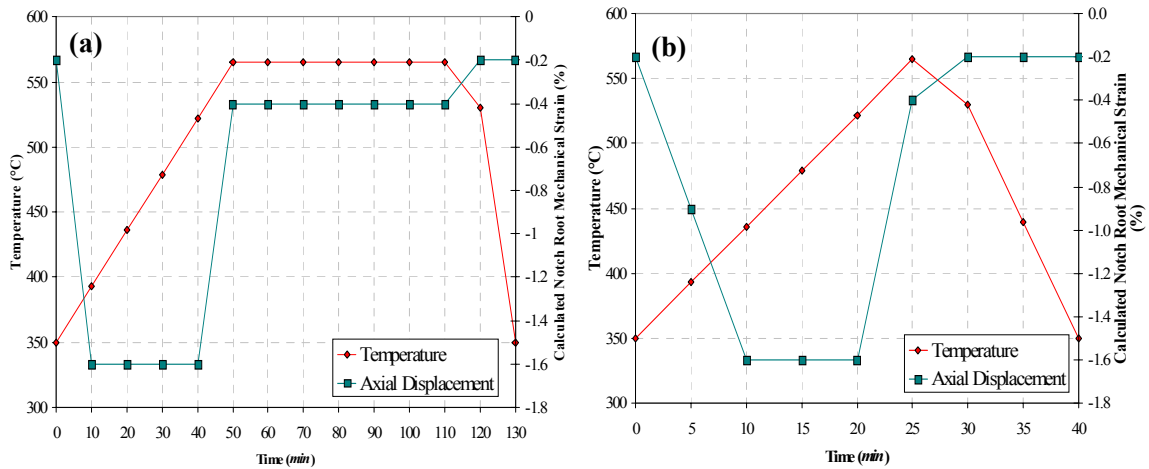 (a)
600
550
500
450
400
350
300
Temperature (°C)
0
-0.2
-0.4
-0.6
-0.8
-1
-1.2
-1.4
-1.6
-1.8
Calculated Notch Root Mechanical Strain (%)
Temperature
Axial Displacement
0 10 20 30 40 50 60 70 80 90 100 110 120 130
Time (min)
(b)
600
550
500
450
400
350
300
Temperature (°C)
0.0
-0.2
-0.4
-0.6
-0.8
-1.0
-1.2
-1.4
-1.6
-1.8
Calculated Notch Root Mechanical Strain
(%)
Temperature
Axial Displacement
0 5 10 15 20 25 30 35 40
Time (min)